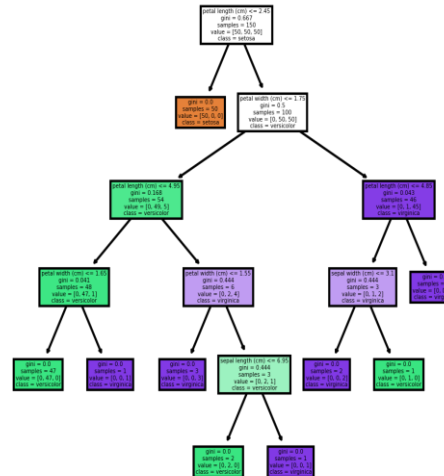 petal length (cm) <= 2.45
gini = 0.667
samples = 150
value = [50, 50, 50]
class = setosa
gini = 0.0
samples = 50
value = [50, 0, 0]
class = setosa
petal width (cm) <= 1.75
gini = 0.5
samples = 100
value = [0, 50, 50]
class = versicolor
petal length (cm) <= 4.95
gini = 0.168
samples = 54
value = [0, 49, 5]
class = versicolor
petal length (cm) <= 4.85
gini = 0.043
samples = 46
value = [0, 1, 45]
class = virginica
petal width (cm) <= 1.65
gini = 0.041
samples = 48
value = [0, 47, 1]
class = versicolor
petal width (cm) <= 1.55
gini = 0.444
samples = 6
value = [0, 2, 4]
class = virginica
sepal width (cm) <= 3.1
gini = 0.444
samples = 3
value = [0, 1, 2]
class = virginica
gini = 0.0
samples = 47
value = [0, 47, 0]
class = versicolor
gini = 0.0
samples = 1
value = [0, 0, 1]
class = virginica
gini = 0.0
samples = 3
value = [0, 0, 3]
class = virginica
sepal length (cm) <= 6.95
gini = 0.444
samples = 3
value = [0, 2, 1]
class = versicolor
gini = 0.0
samples = 2
value = [0, 0, 2]
class = virginica
gini = 0.0
samples = 1
value = [0, 1, 0]
class = versicolor
gini = 0.0
samples = 2
value = [0, 2, 0]
class = versicolor
gini = 0.0
samples = 1
value = [0, 0, 1]
class = virginica